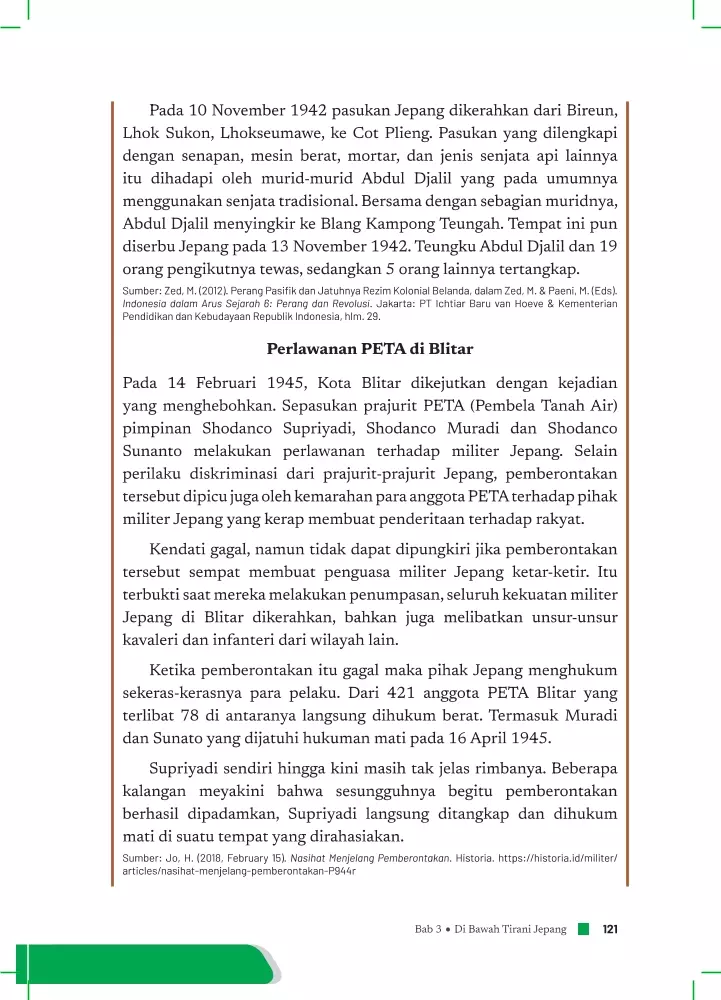 Pada 10 November 1942 pasukan Jepang dikerahkan dari Bireun,
Lhok Sukon, Lhokseumawe, ke Cot Plieng. Pasukan yang dilengkapi
dengan senapan, mesin berat, mortar, dan jenis senjata api lainnya
itu dihadapi oleh murid-murid Abdul Djalil yang pada umumnya
menggunakan senjata tradisional. Bersama dengan sebagian muridnya,
Abdul Djalil menyingkir ke Blang Kampong Teungah. Tempat ini pun
diserbu Jepang pada 13 November 1942. Teungku Abdul Djalil dan 19
orang pengikutnya tewas, sedangkan 5 orang lainnya tertangkap.
Sumber: Zed, M. (2012). Perang Pasifik dan Jatuhnya Rezim Kolonial Belanda, dalam Zed, M. & Paeni, M. (Eds).
Indonesia dalam Arus Sejarah 6: Perang dan Revolusi. Jakarta: PT Ichtiar Baru van Hoeve & Kementerian
Pendidikan dan Kebudayaan Republik Indonesia, hlm. 29.
Perlawanan PETA di Blitar
Pada 14 Februari 1945, Kota Blitar dikejutkan dengan kejadian
yang menghebohkan. Sepasukan prajurit PETA (Pembela Tanah Air)
pimpinan Shodanco Supriyadi, Shodanco Muradi dan Shodanco
Sunanto melakukan perlawanan terhadap militer Jepang. Selain
perilaku diskriminasi dari prajurit-prajurit Jepang, pemberontakan
tersebut dipicu juga oleh kemarahan para anggota PETA terhadap pihak
militer Jepang yang kerap membuat penderitaan terhadap rakyat.
Kendati gagal, namun tidak dapat dipungkiri jika pemberontakan
tersebut sempat membuat penguasa militer Jepang ketar-ketir. Itu
terbukti saat mereka melakukan penumpasan, seluruh kekuatan militer
Jepang di Blitar dikerahkan, bahkan juga melibatkan unsur-unsur
kavaleri dan infanteri dari wilayah lain.
Ketika pemberontakan itu gagal maka pihak Jepang menghukum
sekeras-kerasnya para pelaku. Dari 421 anggota PETA Blitar yang
terlibat 78 di antaranya langsung dihukum berat. Termasuk Muradi
dan Sunato yang dijatuhi hukuman mati pada 16 April 1945.
Supriyadi sendiri hingga kini masih tak jelas rimbanya. Beberapa
kalangan meyakini bahwa sesungguhnya begitu pemberontakan
berhasil dipadamkan, Supriyadi langsung ditangkap dan dihukum
mati di suatu tempat yang dirahasiakan.
Sumber: Jo, H. (2018, February 15). Nasihat Menjelang Pemberontakan. Historia. https://historia.id/militer/
articles/nasihat-menjelang-pemberontakan-P944r
Bab 3 • Di Bawah Tirani Jepang 121